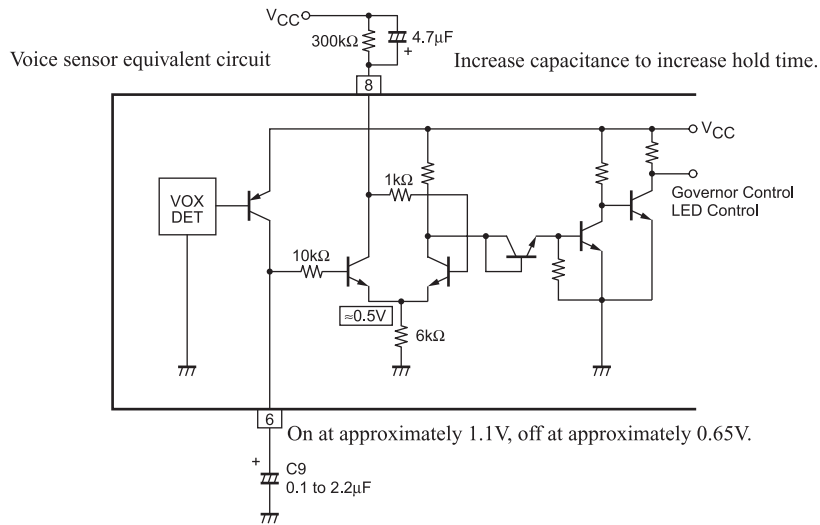 V_CC
300kΩ
4.7μF
+
Voice sensor equivalent circuit
Increase capacitance to increase hold time.
8
V_CC
1kΩ
VOX
DET
Governor Control
LED Control
10kΩ
≈0.5V
6kΩ
6
On at approximately 1.1V, off at approximately 0.65V.
+
C9
0.1 to 2.2μF